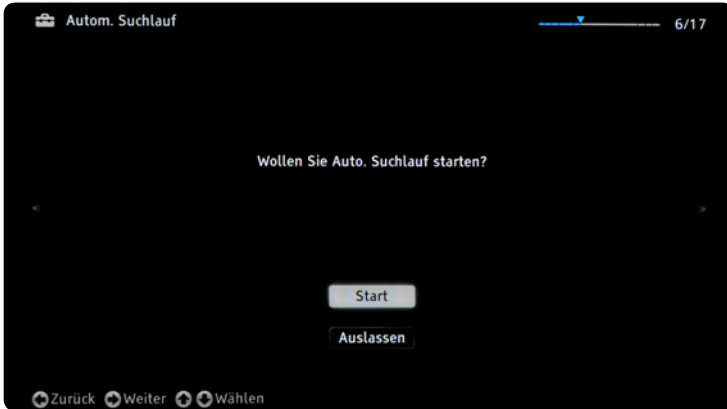 Autom. Suchlauf
6/17
Wollen Sie Auto. Suchlauf starten?
Start
Auslassen
Zurück Weiter Wählen